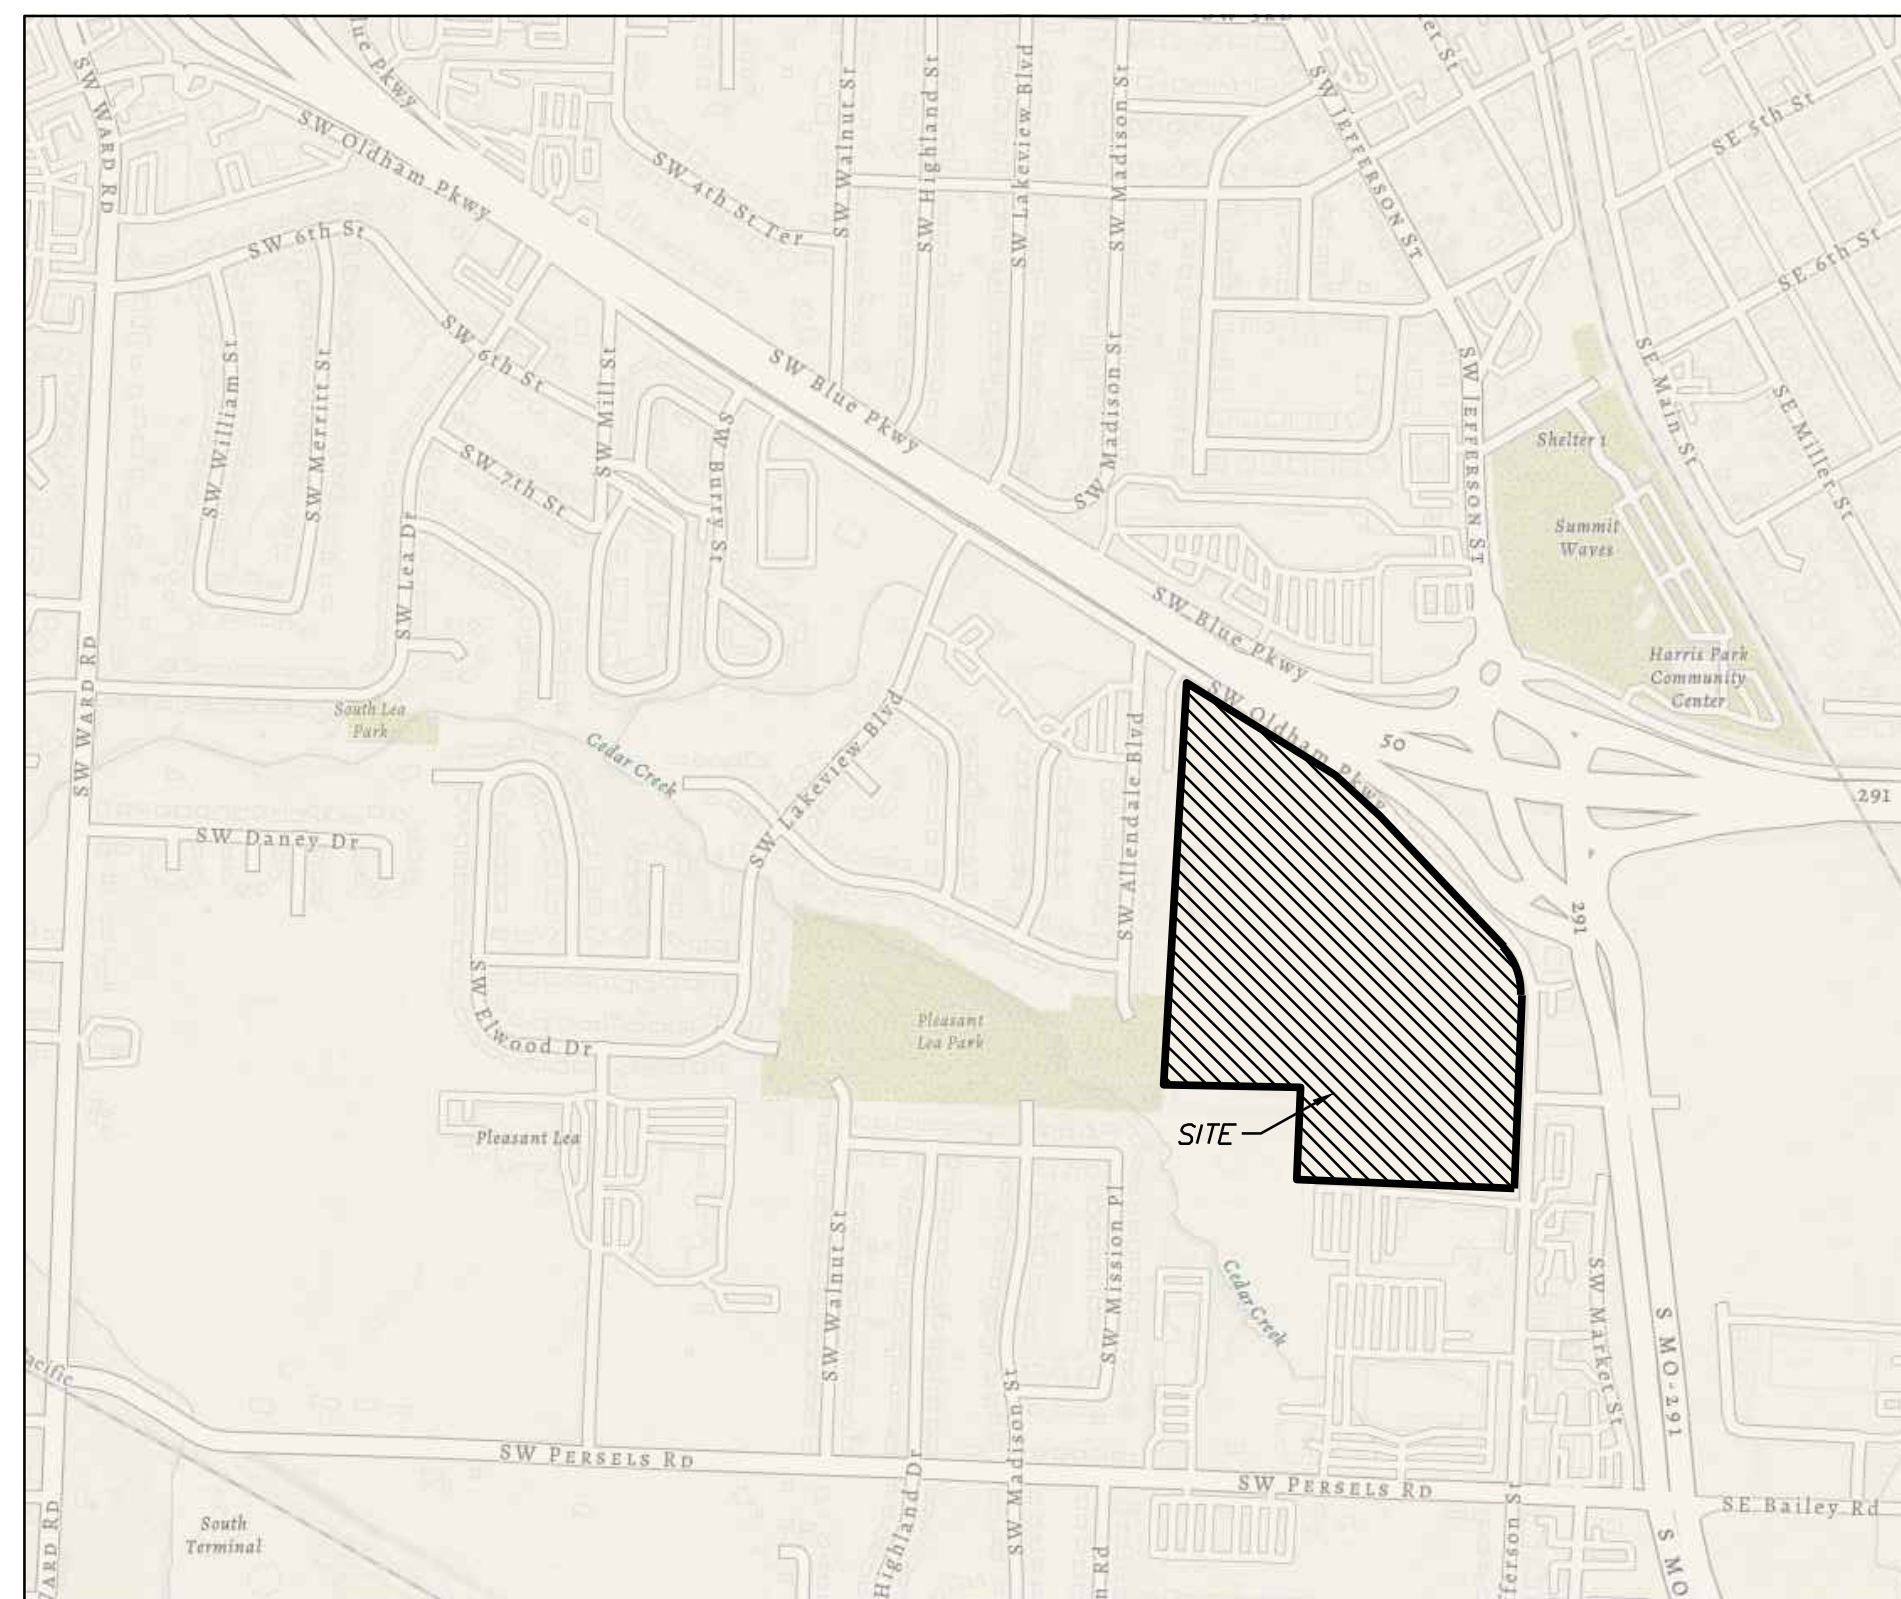 SW WARD RD
SW Oldham Pkwy
SW 4th St Ter
SW Walnut St
SW Highland St
SW Lakeview Blvd
SW Madison St
SW JEFFERSON ST
SE 5th St
SE 6th St
SW 6th St
SW 6th St
SW William St
SW Merritt St
SW Mill St
SW Blue Pkwy
SW Madison St
SW JEFFERSON ST
SE Main St
SE Miller St
SW 7th St
SW Burry St
SW Lea Dr
Shelter 1
Summit
Waves
SW Blue Pkwy
Harris Park
Community
Center
SW WARD RD
South Lea
Park
Cedar Creek
SW Lakeview Blvd
SW Allendale Blvd
SW Oldham Pkwy
50
291
SW Daney Dr
291
SW Elwood Dr
Pleasant
Lea Park
Pleasant Lea
SITE
SW Walnut St
SW Mission Pl
Cedar Creek
SW Market St
S MO-291
SW Madison St
SW PERSELS RD
SW PERSELS RD
SE Bailey Rd
South
Terminal
Highland Dr
S MO